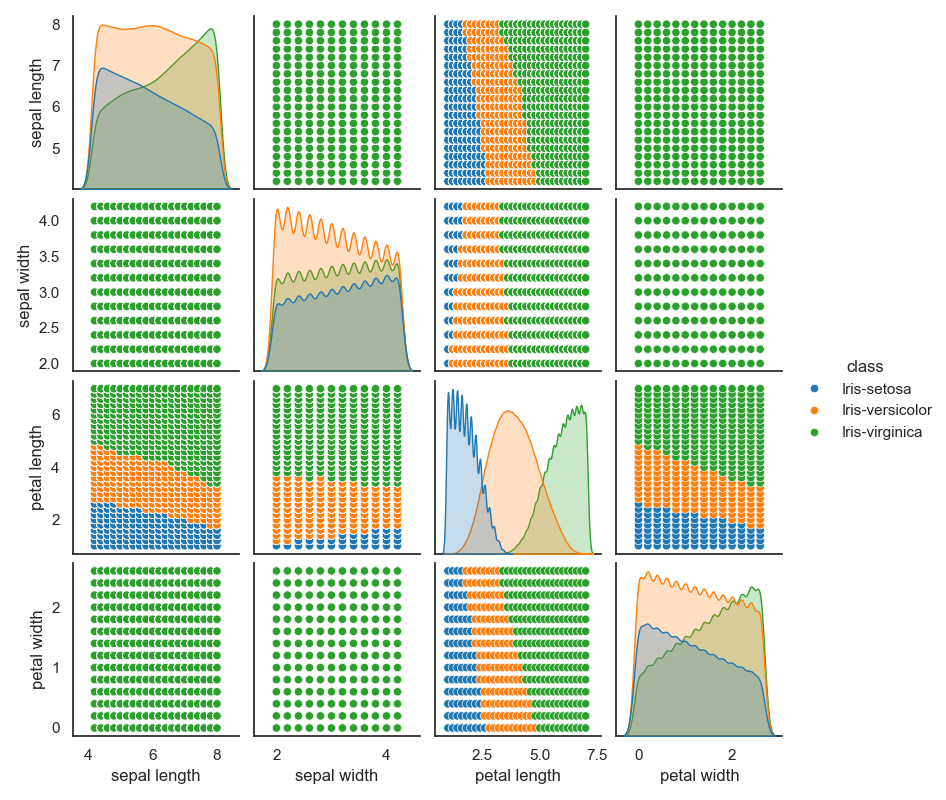 8
7
6
5
sepal length
4.0
3.5
3.0
2.5
2.0
sepal width
class
Iris-setosa
Iris-versicolor
Iris-virginica
6
4
2
petal length
2
1
0
petal width
4 6 8
2 4
2.5 5.0 7.5
0 2
sepal length
sepal width
petal length
petal width